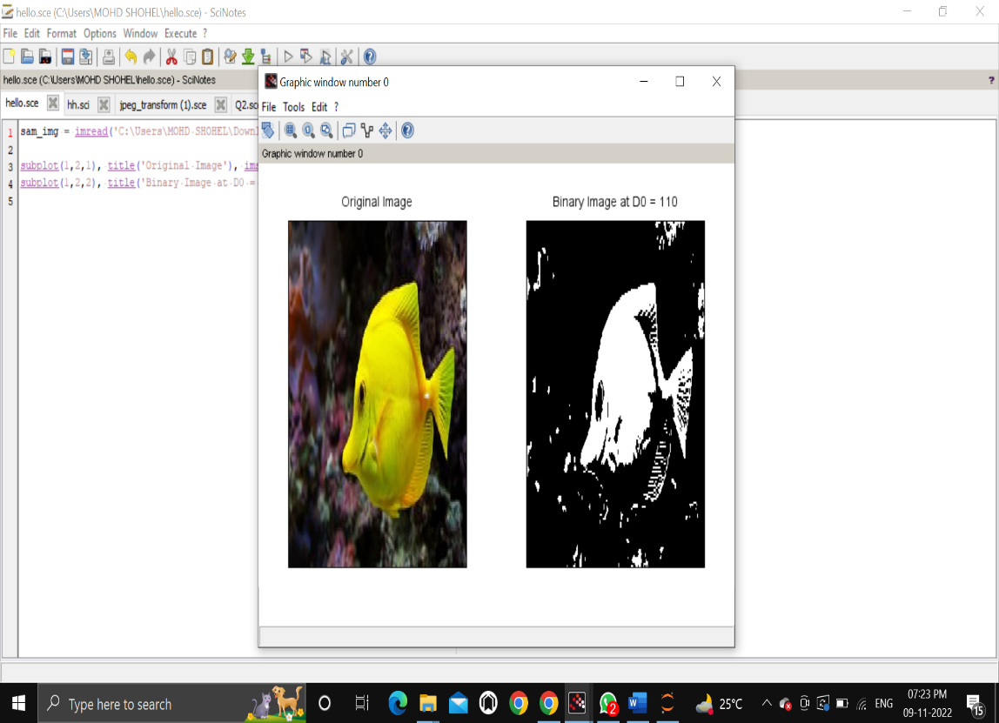 hello.sce (C:\Users\MOHD SHOHEL\hello.sce) - SciNotes
File Edit Format Options Window Execute ?
hello.sce (C:\Users\MOHD SHOHEL\hello.sce) - SciNotes ?
hello.sce hh.sci jpeg_transform (1).sce Q2.sc
1 sam_img = imread('C:\Users\MOHD SHOHEL\Downl
2
3 subplot(1,2,1), title('Original Image'), ims
4 subplot(1,2,2), title('Binary Image at D0 =
5
Graphic window number 0
File Tools Edit ?
Graphic window number 0
Original Image
Binary Image at D0 = 110
Type here to search
2
W
25°C
ENG
07:23 PM
09-11-2022
15